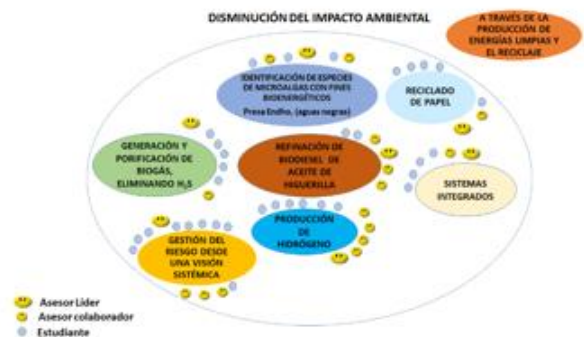 DISMINUCIÓN DEL IMPACTO AMBIENTAL
A TRAVÉS DE LA
PRODUCCIÓN DE
ENERGÍAS LIMPIAS Y
EL RECICLAJE
IDENTIFICACIÓN DE ESPECIES
DE MICROALGAS CON FINES
BIOENERGÉTICOS
Presa Endho, (aguas negras)
RECICLADO
DE PAPEL
GENERACIÓN Y
PORIFICACIÓN DE
BIOGÁS,
ELIMINANDO H₂S
REFINACIÓN DE
BIODIESEL DE
ACEITE DE
HIGUERILLA
SISTEMAS
INTEGRADOS
PRODUCCIÓN
DE
HIDRÓGENO
GESTIÓN DEL
RIESGO DESDE
UNA VISIÓN
SISTÉMICA
Asesor Líder
Asesor colaborador
Estudiante